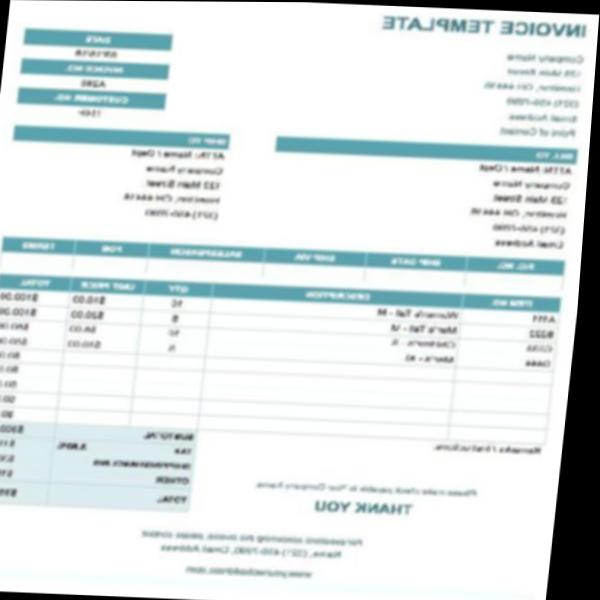 INVOICE TEMPLATE
Company Name
123 Main Street
Hamilton, OH 44416
(321) 456-7890
Email Address
Point of Contact
DATE
INVOICE NO.
A246
CUSTOMER NO.
BILL TO
ATTN: Name / Dept
Company Name
123 Main Street
Hamilton, OH 44416
(321) 456-7890
Email Address
SHIP TO
ATTN: Name / Dept
Company Name
123 Main Street
Hamilton, OH 44416
(321) 456-7890
P.O. NO. SHIP DATE SHIP VIA SALESPERSON FOB TERMS
ITEM NO. DESCRIPTION QTY UNIT PRICE TOTAL
A111 Women's Tall - M 10 $10.00 $100.00
B222 Men's Tall - M 5 $20.00 $100.00
Children's - S 10 $5.00
Men's - XL 5 $10.00
Remarks / Instructions:
SUBTOTAL
TAX
SHIPPING/HANDLING
OTHER
TOTAL
Please make check payable to Your Company Name.
THANK YOU
For questions concerning this invoice, please contact
Name, (321) 456-7890, Email Address
www.yourwebaddress.com